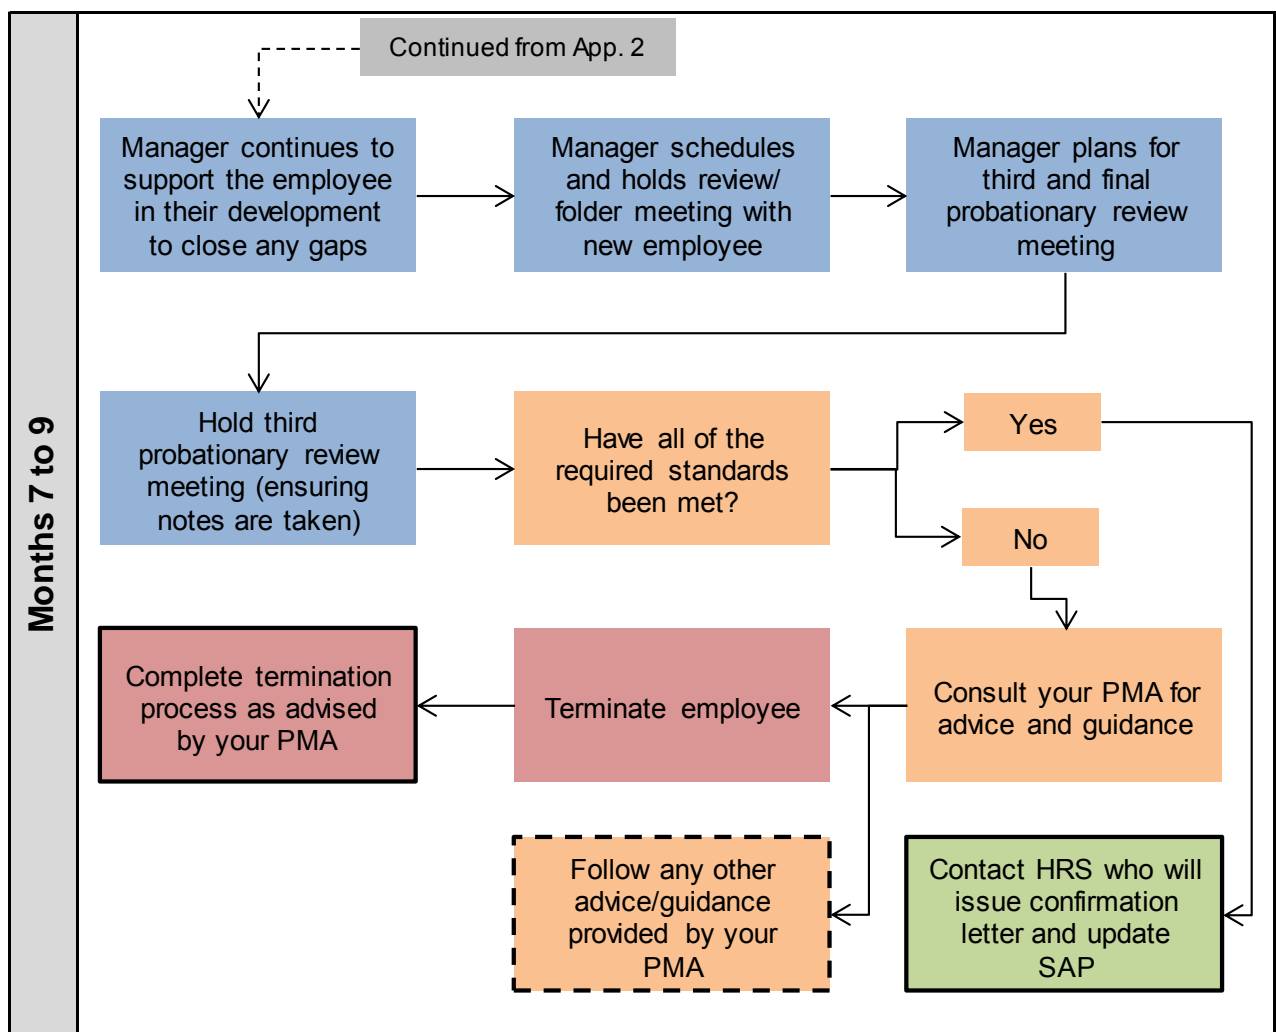 Continued from App. 2
Manager continues to
support the employee
in their development
to close any gaps
Manager schedules
and holds review/
folder meeting with
new employee
Manager plans for
third and final
probationary review
meeting
Months 7 to 9
Hold third
probationary review
meeting (ensuring
notes are taken)
Have all of the
required standards
been met?
Yes
No
Complete termination
process as advised
by your PMA
Terminate employee
Consult your PMA for
advice and guidance
Follow any other
advice/guidance
provided by your
PMA
Contact HRS who will
issue confirmation
letter and update
SAP